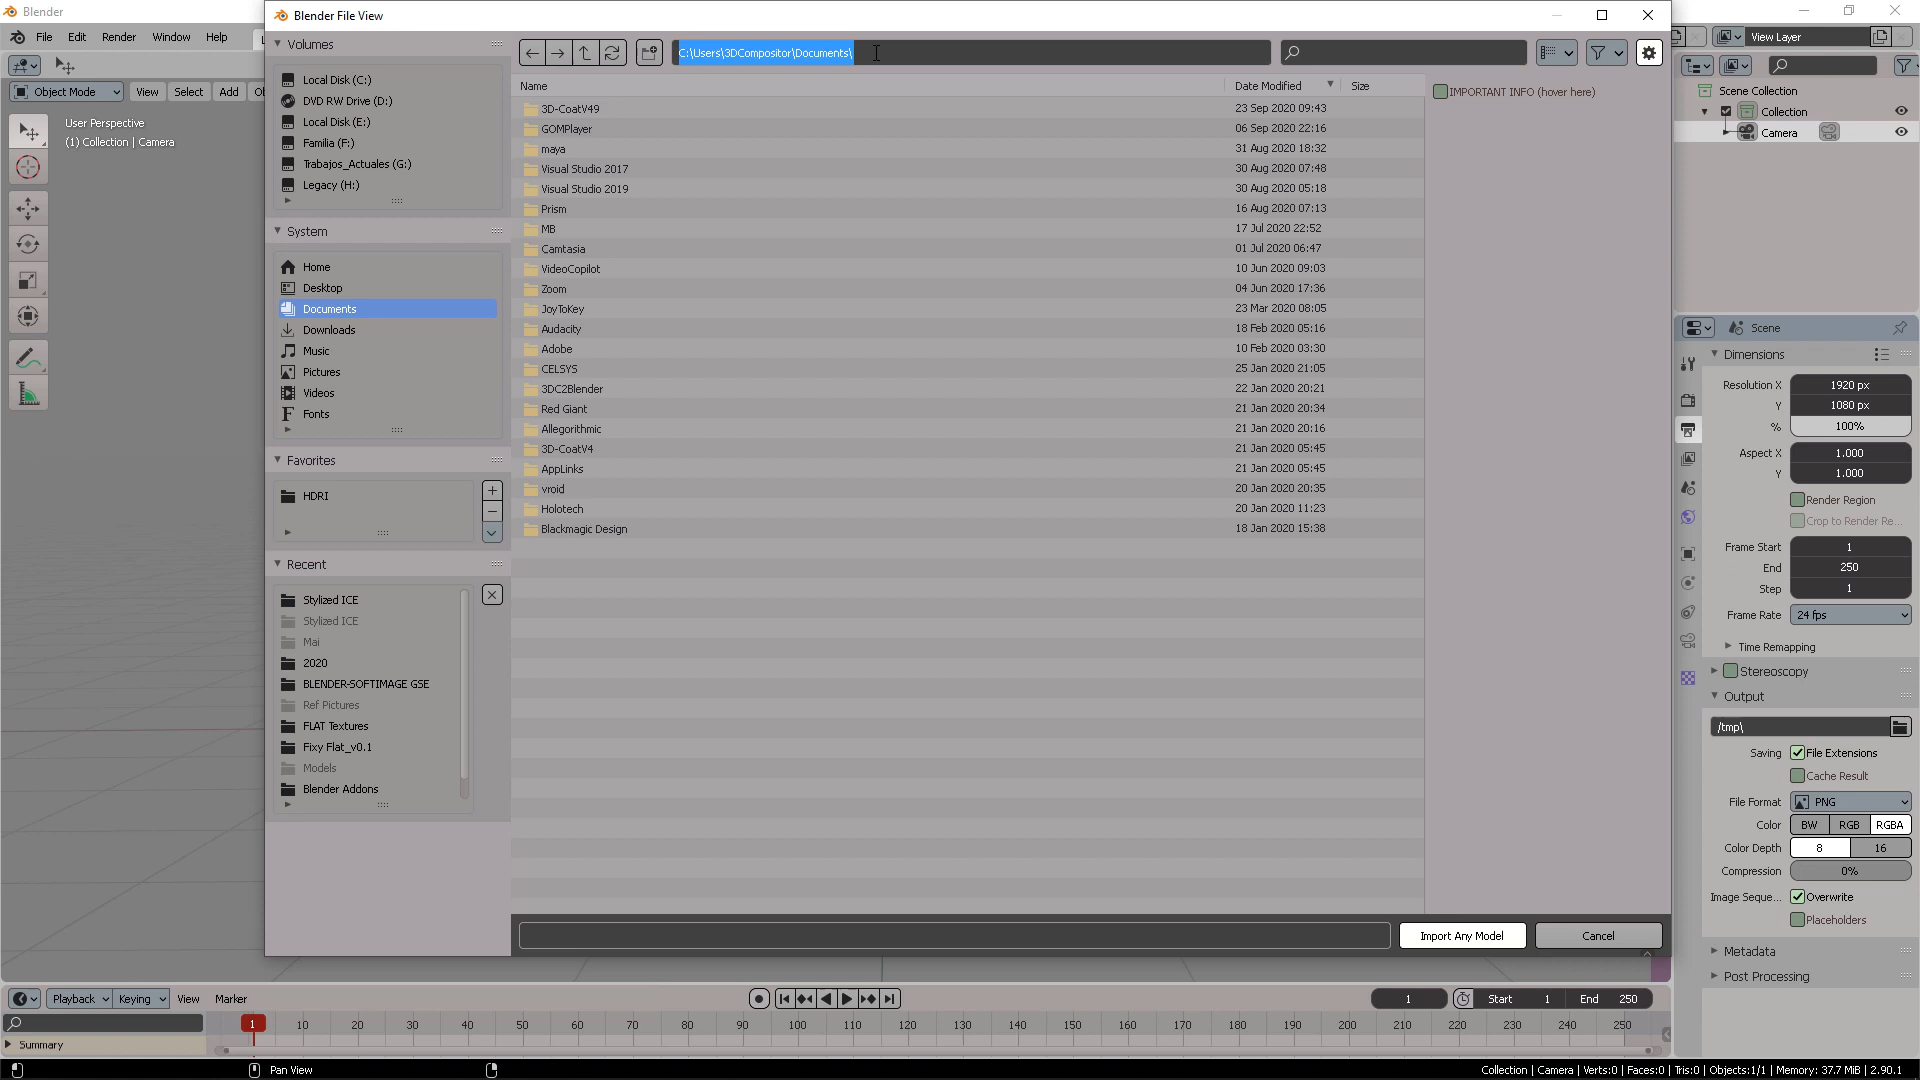 Blender
File Edit Render Window Help
Object Mode View Select Add
User Perspective
(1) Collection | Camera
Blender File View
Volumes
Local Disk (C:)
DVD RW Drive (D:)
Local Disk (E:)
Familia (F:)
Trabajos_Actuales (G:)
Legacy (H:)
System
Home
Desktop
Documents
Downloads
Music
Pictures
Videos
Fonts
Favorites
HDRI
Recent
Stylized ICE
Stylized ICE
Mai
2020
BLENDER-SOFTIMAGE GSE
Ref Pictures
FLAT Textures
Fixy Flat_v0.1
Models
Blender Addons
C:\Users\3DCompositor\Documents\
Name Date Modified Size
3D-CoatV49 23 Sep 2020 09:43
GOMPlayer 06 Sep 2020 22:16
maya 31 Aug 2020 18:32
Visual Studio 2017 30 Aug 2020 07:48
Visual Studio 2019 30 Aug 2020 05:18
Prism 16 Aug 2020 07:13
MB 17 Jul 2020 22:52
Camtasia 01 Jul 2020 06:47
VideoCopilot 10 Jun 2020 09:03
Zoom 04 Jun 2020 17:36
JoyToKey 23 Mar 2020 08:05
Audacity 18 Feb 2020 05:16
Adobe 10 Feb 2020 03:30
CELSYS 25 Jan 2020 21:05
3DC2Blender 22 Jan 2020 20:21
Red Giant 21 Jan 2020 20:34
Allegorithmic 21 Jan 2020 20:16
3D-CoatV4 21 Jan 2020 05:45
AppLinks 21 Jan 2020 05:45
vroid 20 Jan 2020 20:35
Holotech 20 Jan 2020 11:23
Blackmagic Design 18 Jan 2020 15:38
IMPORTANT INFO (hover here)
Import Any Model Cancel
View Layer
Scene Collection
Collection
Camera
Scene
Dimensions
Resolution X 1920 px
Y 1080 px
% 100%
Aspect X 1.000
Y 1.000
Render Region
Crop to Render Re...
Frame Start 1
End 250
Step 1
Frame Rate 24 fps
Time Remapping
Stereoscopy
Output
/tmp\
Saving File Extensions
Cache Result
File Format PNG
Color BW RGB RGBA
Color Depth 8 16
Compression 0%
Image Seque... Overwrite
Placeholders
Metadata
Post Processing
Playback Keying View Marker 1 Start 1 End 250
1 10 20 30 40 50 60 70 80 90 100 110 120 130 140 150 160 170 180 190 200 210 220 230 240 250
Summary
Pan View
Collection | Camera | Verts:0 | Faces:0 | Tris:0 | Objects:1/1 | Memory: 37.7 MiB | 2.90.1